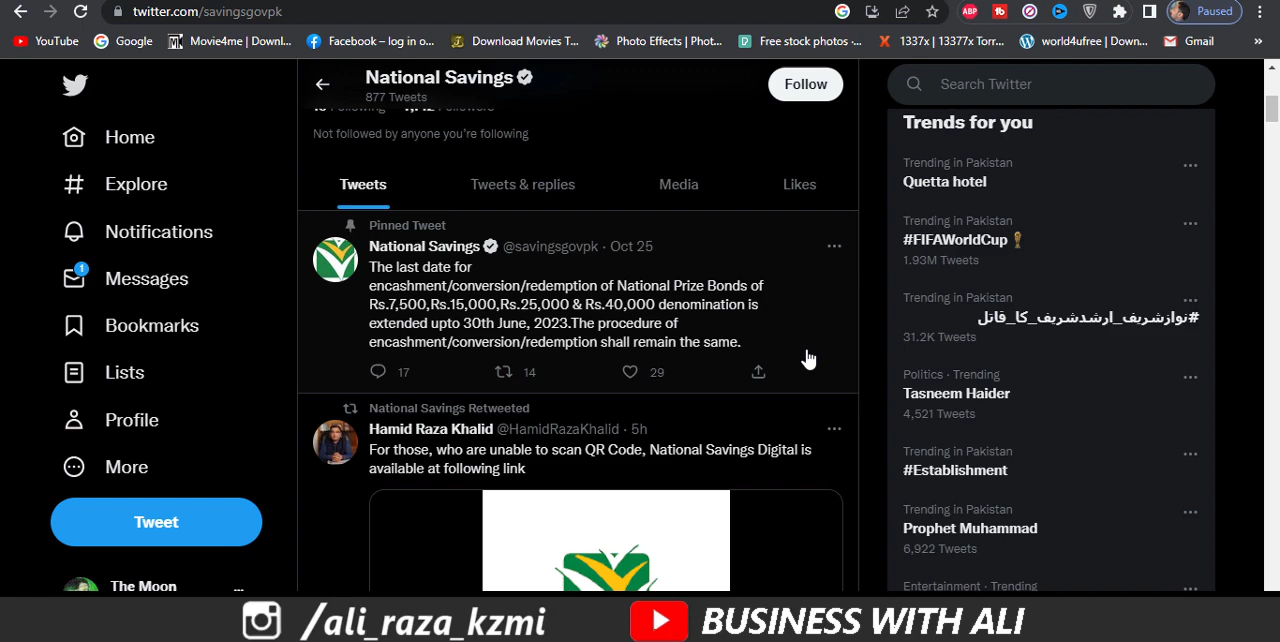 twitter.com/savingsgovpk
Paused
YouTube
Google
Movie4me | Downl...
Facebook – log in o...
Download Movies T...
Photo Effects | Phot...
Free stock photos -...
1337x | 13377x Torr...
world4ufree | Down...
Gmail
»
Home
Explore
Notifications
1
Messages
Bookmarks
Lists
Profile
More
Tweet
The Moon
National Savings
877 Tweets
Follow
Following
Followers
Not followed by anyone you're following
Tweets
Tweets & replies
Media
Likes
Pinned Tweet
National Savings @savingsgovpk · Oct 25
The last date for
encashment/conversion/redemption of National Prize Bonds of
Rs.7,500,Rs.15,000,Rs.25,000 & Rs.40,000 denomination is
extended upto 30th June, 2023.The procedure of
encashment/conversion/redemption shall remain the same.
17
14
29
National Savings Retweeted
Hamid Raza Khalid @HamidRazaKhalid · 5h
For those, who are unable to scan QR Code, National Savings Digital is
available at following link
Search Twitter
Trends for you
Trending in Pakistan
Quetta hotel
Trending in Pakistan
#FIFAWorldCup
1.93M Tweets
Trending in Pakistan
#نوازشریف_ارشدشریف_کا_قاتل
31.2K Tweets
Politics · Trending
Tasneem Haider
4,521 Tweets
Trending in Pakistan
#Establishment
Trending in Pakistan
Prophet Muhammad
6,922 Tweets
Entertainment · Trending
ABP
/ali_raza_kzmi
BUSINESS WITH ALI